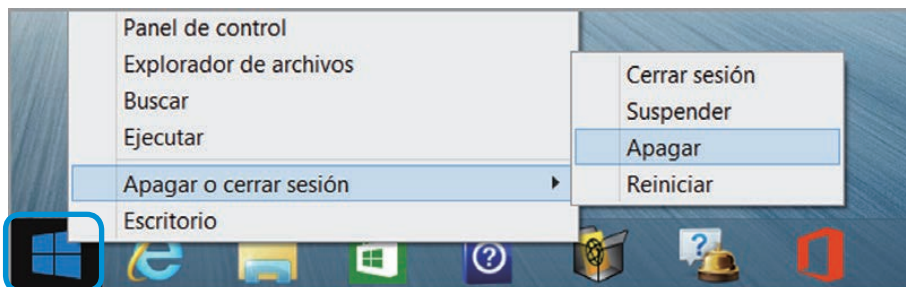 Panel de control
Explorador de archivos
Buscar
Ejecutar
Apagar o cerrar sesión
Escritorio
Cerrar sesión
Suspender
Apagar
Reiniciar